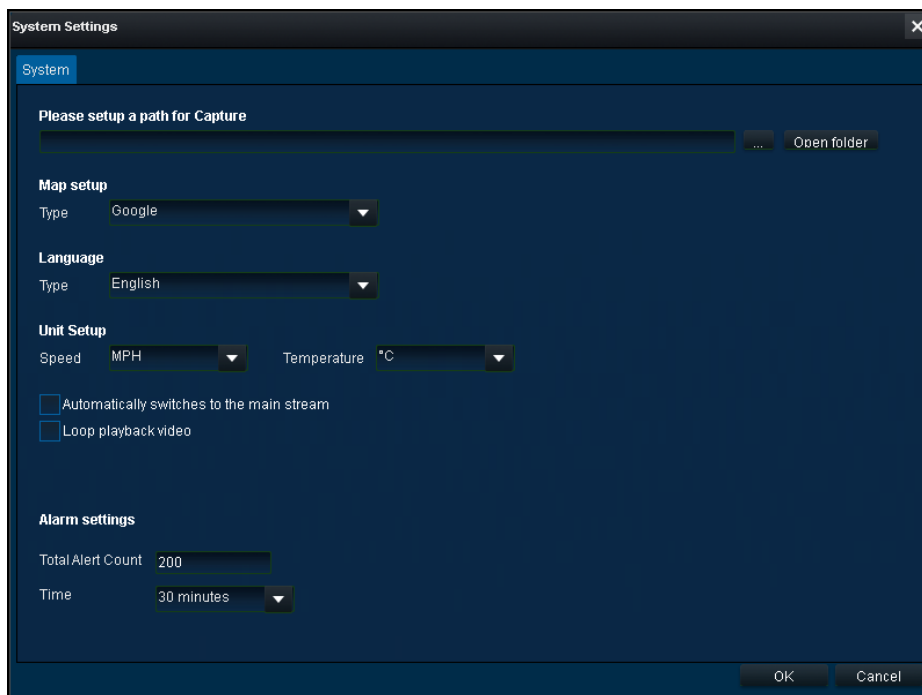 System Settings
System
Please setup a path for Capture
... Open folder
Map setup
Type Google
Language
Type English
Unit Setup
Speed MPH Temperature °C
Automatically switches to the main stream
Loop playback video
Alarm settings
Total Alert Count 200
Time 30 minutes
OK Cancel